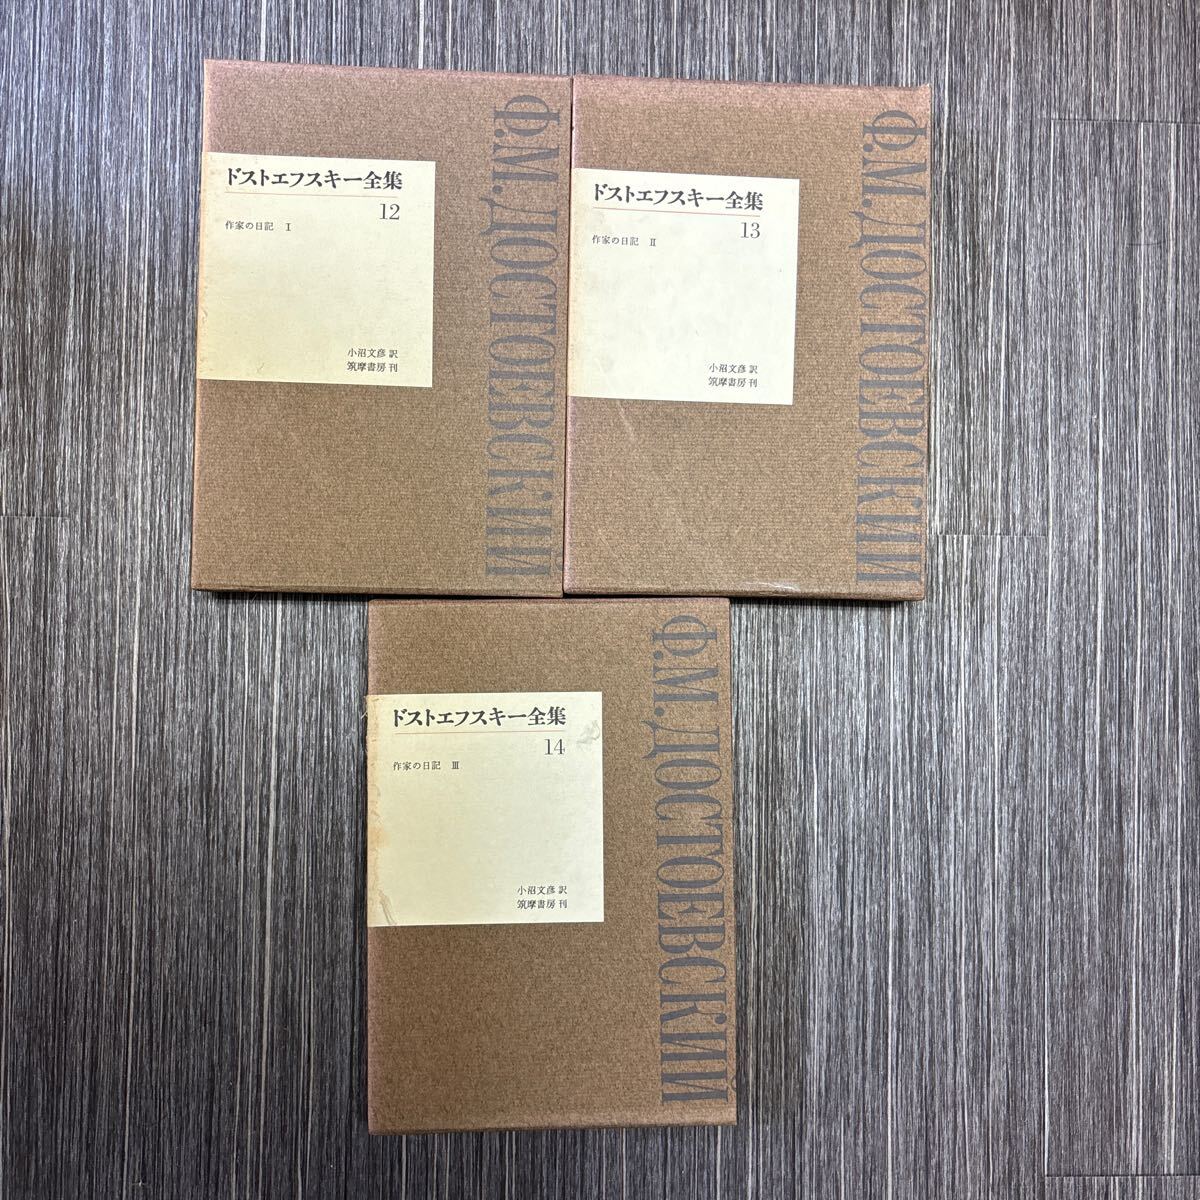 ドストエフスキー全集
12
作家の日記 Ⅰ
小沼文彦 訳
筑摩書房 刊
Ф.М.ДОСТОЕВСКИЙ
ドストエフスキー全集
13
作家の日記 Ⅱ
小沼文彦 訳
筑摩書房 刊
Ф.М.ДОСТОЕВСКИЙ
ドストエフスキー全集
14
作家の日記 Ⅲ
小沼文彦 訳
筑摩書房 刊
Ф.М.ДОСТОЕВСКИЙ